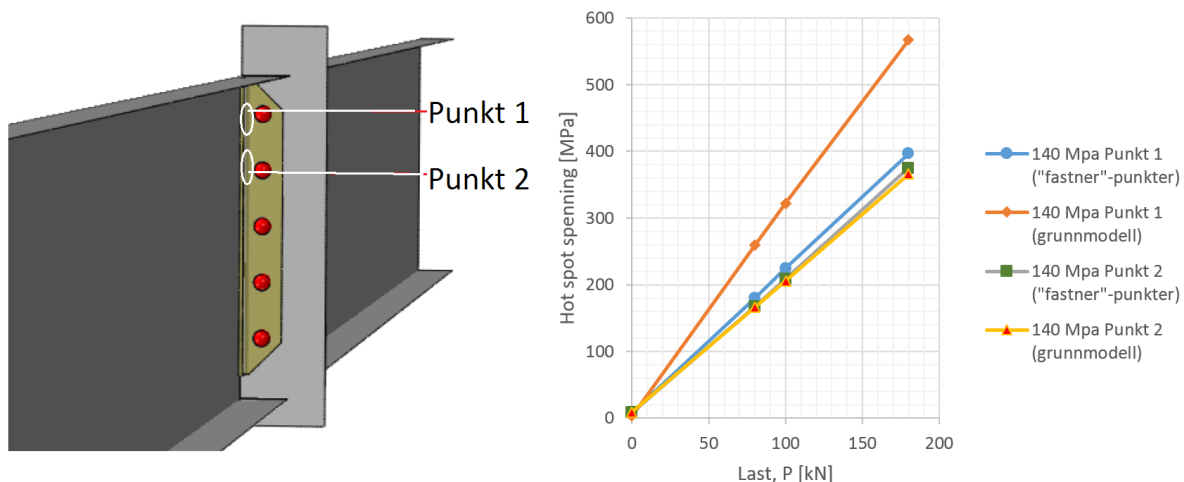 Punkt 1
Punkt 2
Hot spot spenning [MPa]
600
500
400
300
200
100
0
0
50
100
150
200
Last, P [kN]
140 Mpa Punkt 1
("fastner"-punkter)
140 Mpa Punkt 1
(grunnmodell)
140 Mpa Punkt 2
("fastner"-punkter)
140 Mpa Punkt 2
(grunnmodell)